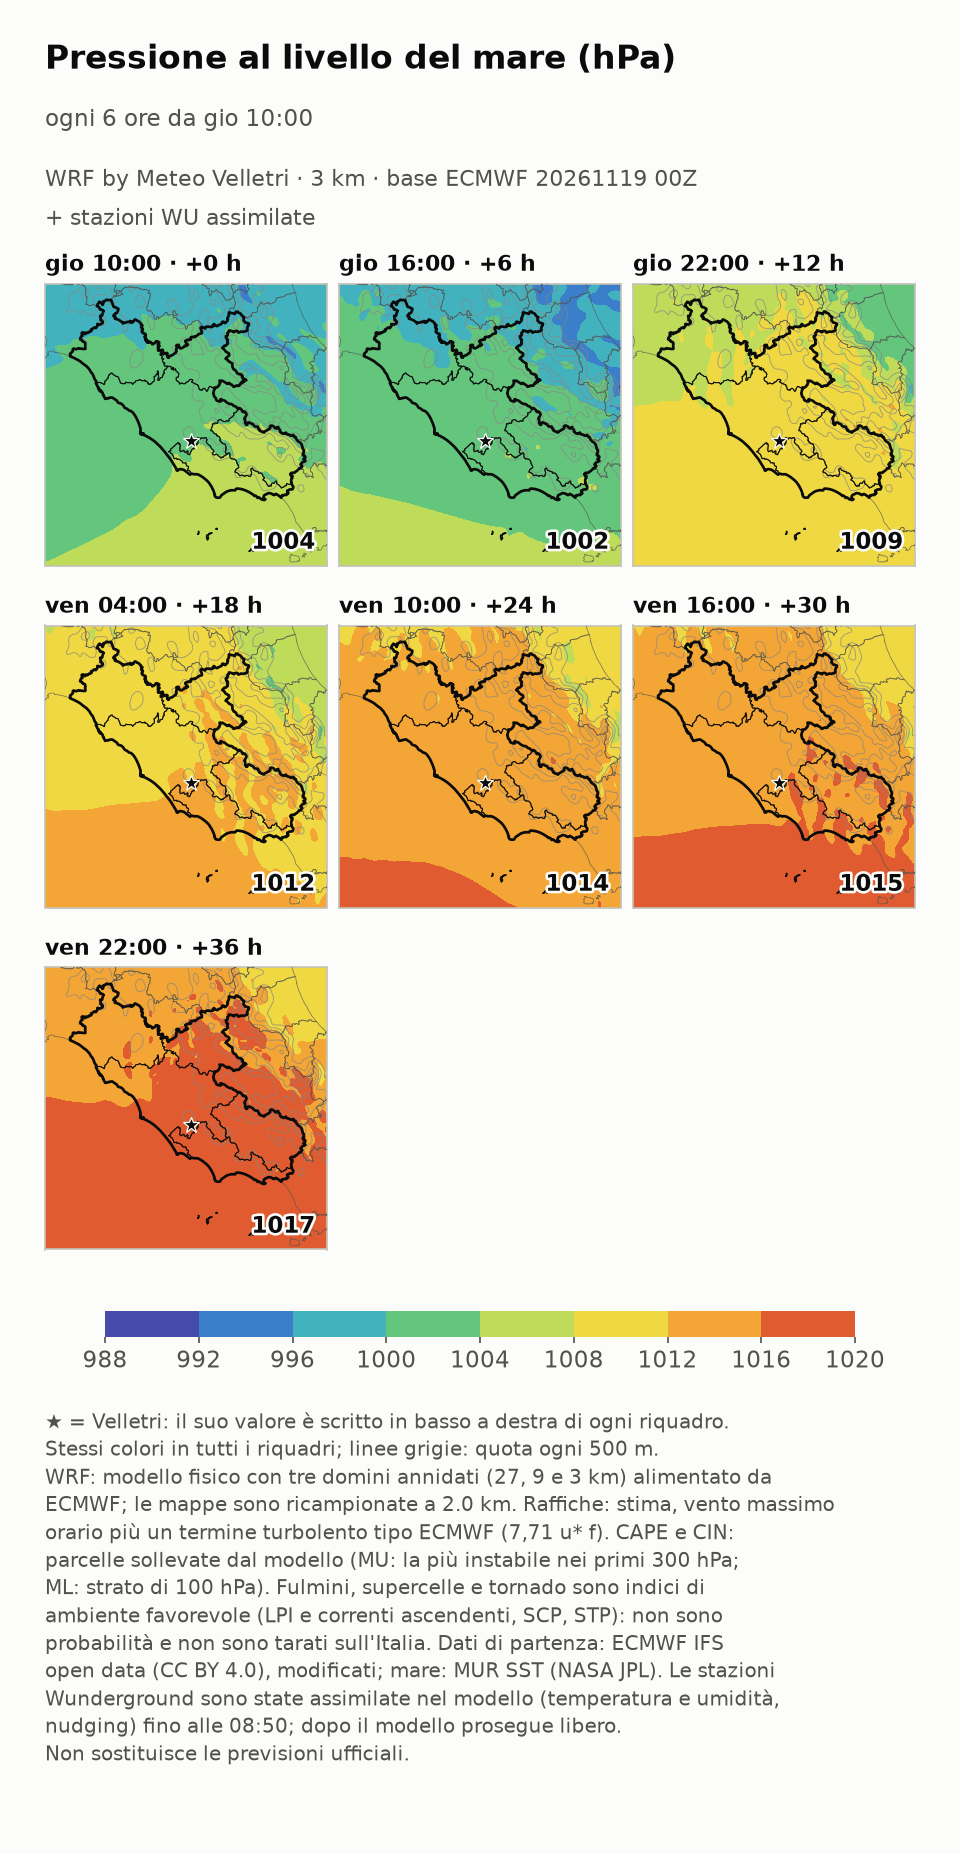 Pressione al livello del mare (hPa)
ogni 6 ore da gio 10:00
WRF by Meteo Velletri · 3 km · base ECMWF 20261119 00Z
+ stazioni WU assimilate
gio 10:00 · +0 h
gio 16:00 · +6 h
gio 22:00 · +12 h
1004
1002
1009
ven 04:00 · +18 h
ven 10:00 · +24 h
ven 16:00 · +30 h
1012
1014
1015
ven 22:00 · +36 h
1017
988 992 996 1000 1004 1008 1012 1016 1020
★ = Velletri: il suo valore è scritto in basso a destra di ogni riquadro.
Stessi colori in tutti i riquadri; linee grigie: quota ogni 500 m.
WRF: modello fisico con tre domini annidati (27, 9 e 3 km) alimentato da
ECMWF; le mappe sono ricampionate a 2.0 km. Raffiche: stima, vento massimo
orario più un termine turbolento tipo ECMWF (7,71 u* f). CAPE e CIN:
parcelle sollevate dal modello (MU: la più instabile nei primi 300 hPa;
ML: strato di 100 hPa). Fulmini, supercelle e tornado sono indici di
ambiente favorevole (LPI e correnti ascendenti, SCP, STP): non sono
probabilità e non sono tarati sull'Italia. Dati di partenza: ECMWF IFS
open data (CC BY 4.0), modificati; mare: MUR SST (NASA JPL). Le stazioni
Wunderground sono state assimilate nel modello (temperatura e umidità,
nudging) fino alle 08:50; dopo il modello prosegue libero.
Non sostituisce le previsioni ufficiali.